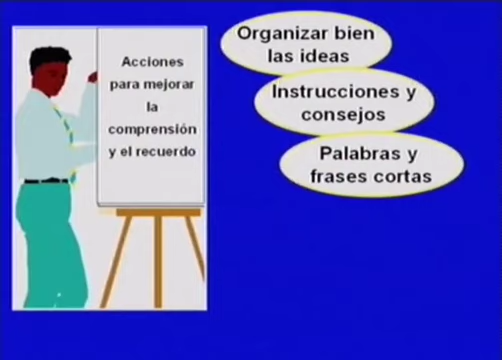 Acciones
para mejorar
la
comprensión
y el recuerdo
Organizar bien
las ideas
Instrucciones y
consejos
Palabras y
frases cortas